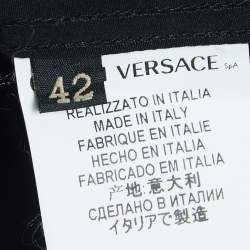 42
VERSACE SpA
REALIZZATO IN ITALIA
MADE IN ITALY
FABRIQUE EN ITALIE
HECHO EN ITALIA
FABRICADO EM ITALIA
产地:意大利
СДЕЛАНО В ИТАЛИИ
イタリアで製造